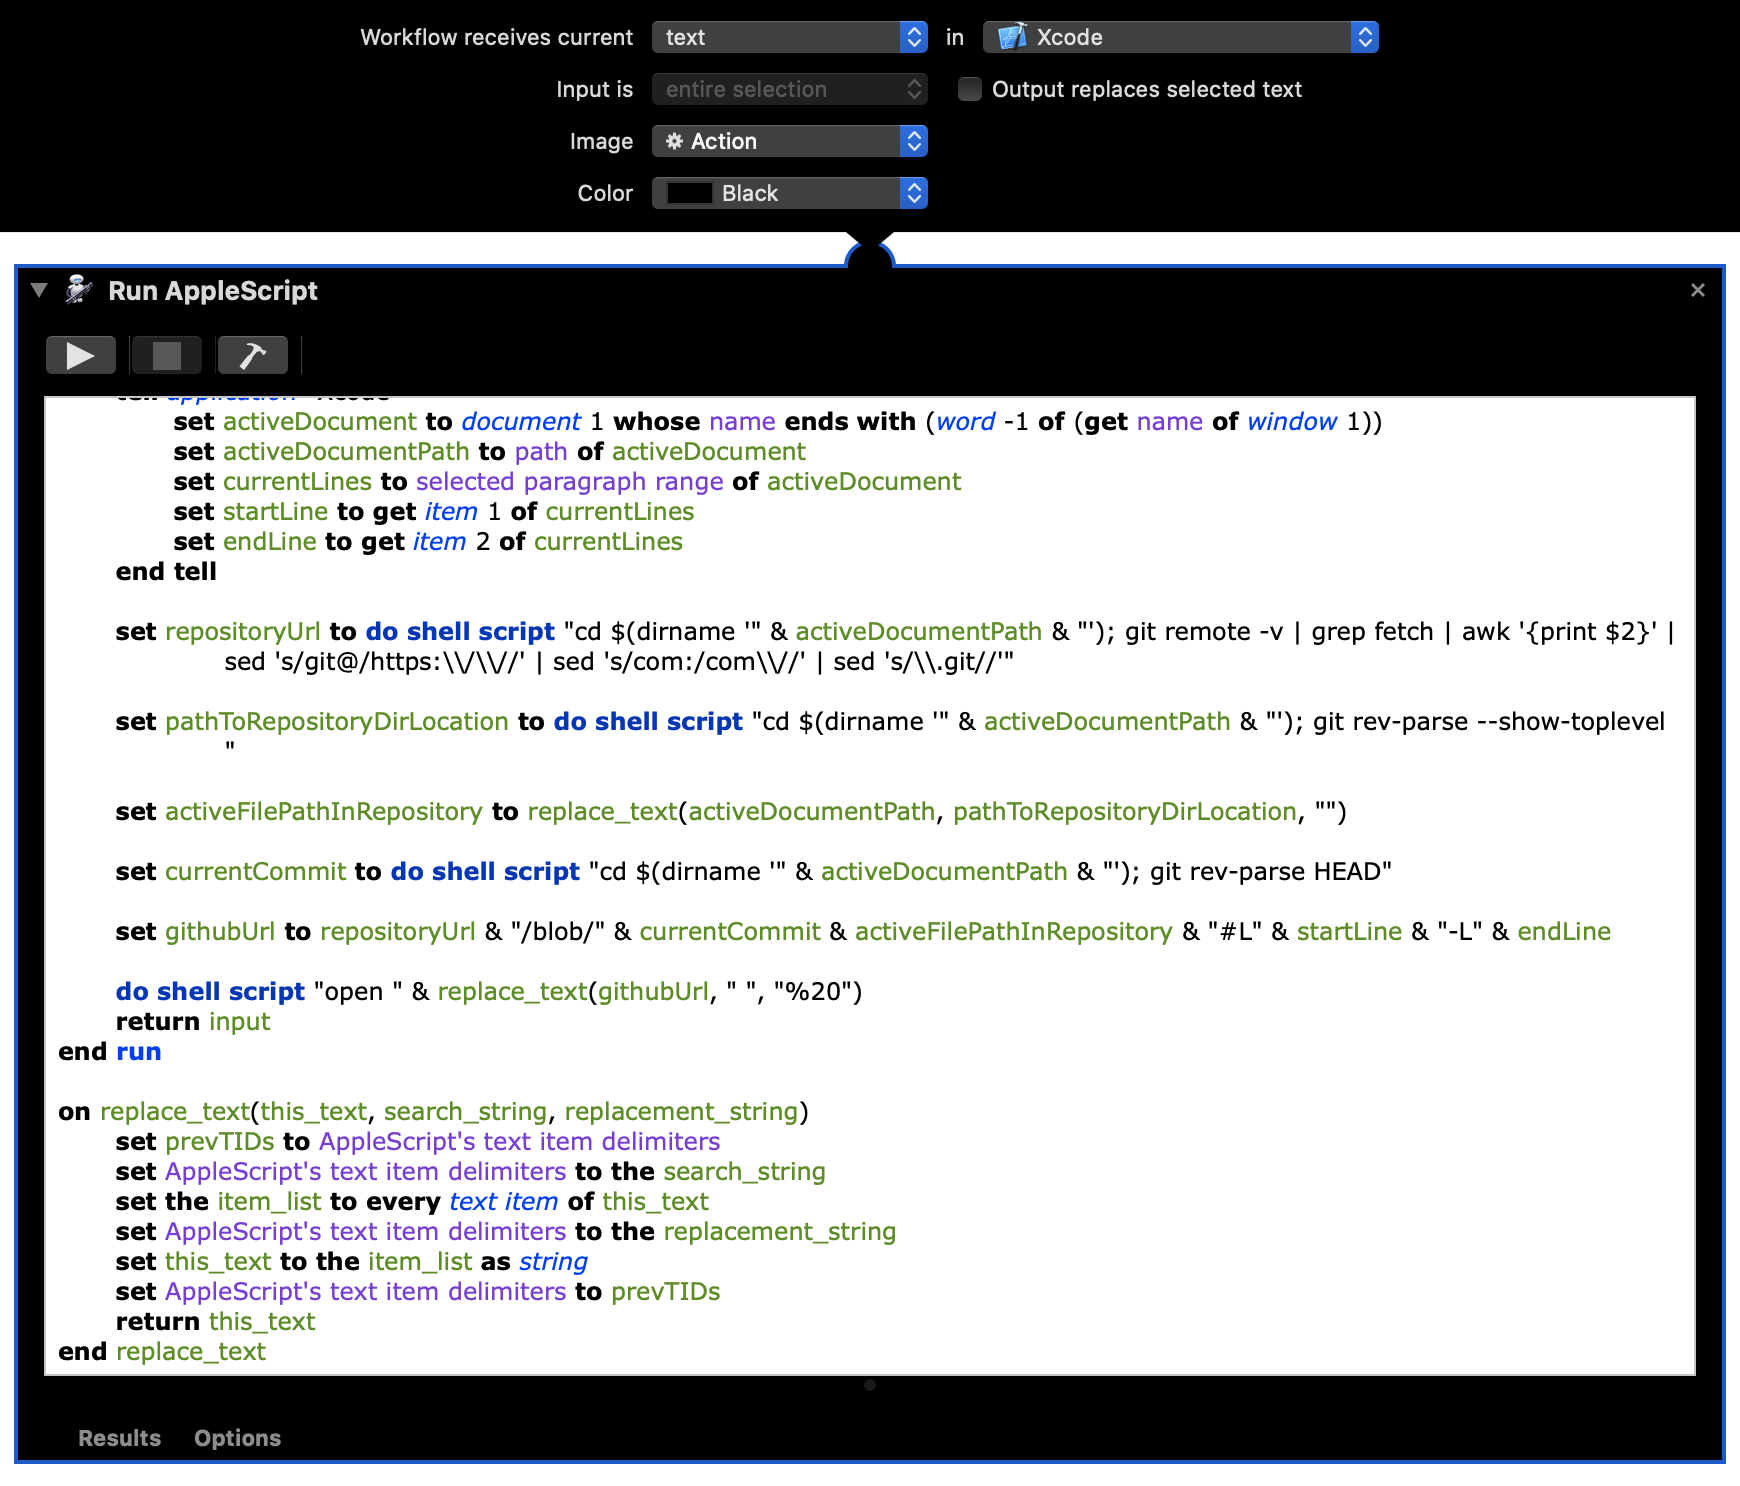 Workflow receives current text in Xcode
Input is entire selection Output replaces selected text
Image Action
Color Black
Run AppleScript
tell application "Xcode"
set activeDocument to document 1 whose name ends with (word -1 of (get name of window 1))
set activeDocumentPath to path of activeDocument
set currentLines to selected paragraph range of activeDocument
set startLine to get item 1 of currentLines
set endLine to get item 2 of currentLines
end tell
set repositoryUrl to do shell script "cd $(dirname '" & activeDocumentPath & "'); git remote -v | grep fetch | awk '{print $2}' |
sed 's/git@/https:\\/\\//' | sed 's/com:/com\\//' | sed 's/\\.git//'"
set pathToRepositoryDirLocation to do shell script "cd $(dirname '" & activeDocumentPath & "'); git rev-parse --show-toplevel
"
set activeFilePathInRepository to replace_text(activeDocumentPath, pathToRepositoryDirLocation, "")
set currentCommit to do shell script "cd $(dirname '" & activeDocumentPath & "'); git rev-parse HEAD"
set githubUrl to repositoryUrl & "/blob/" & currentCommit & activeFilePathInRepository & "#L" & startLine & "-L" & endLine
do shell script "open " & replace_text(githubUrl, " ", "%20")
return input
end run
on replace_text(this_text, search_string, replacement_string)
set prevTIDs to AppleScript's text item delimiters
set AppleScript's text item delimiters to the search_string
set the item_list to every text item of this_text
set AppleScript's text item delimiters to the replacement_string
set this_text to the item_list as string
set AppleScript's text item delimiters to prevTIDs
return this_text
end replace_text
Results Options